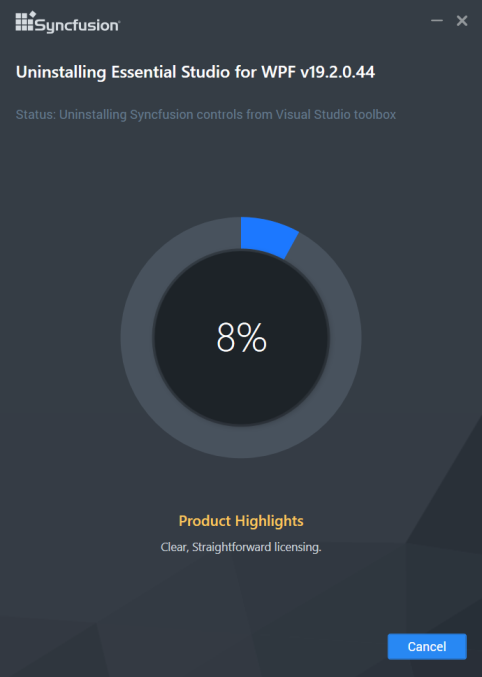 Syncfusion
Uninstalling Essential Studio for WPF v19.2.0.44
Status: Uninstalling Syncfusion controls from Visual Studio toolbox
8%
Product Highlights
Clear, Straightforward licensing.
Cancel